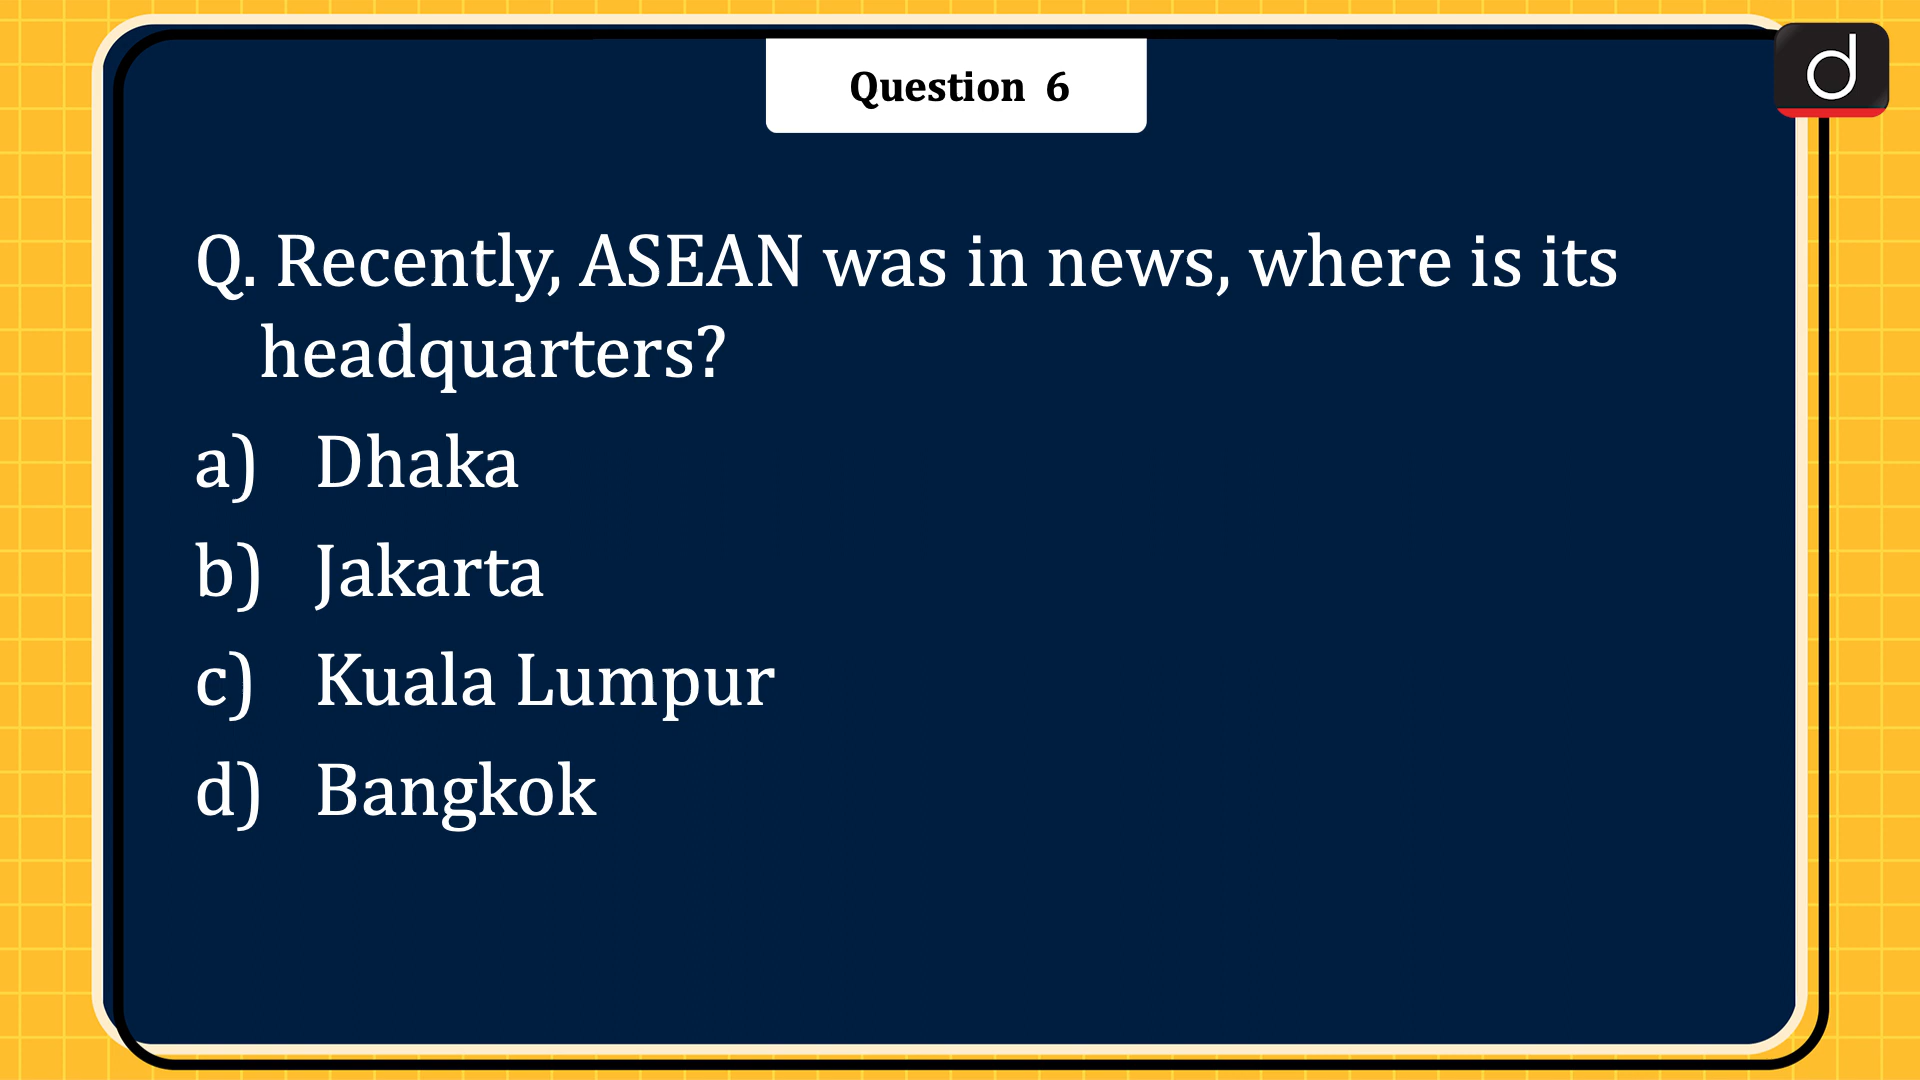 Question 6
Q. Recently, ASEAN was in news, where is its
headquarters?
a) Dhaka
b) Jakarta
c) Kuala Lumpur
d) Bangkok